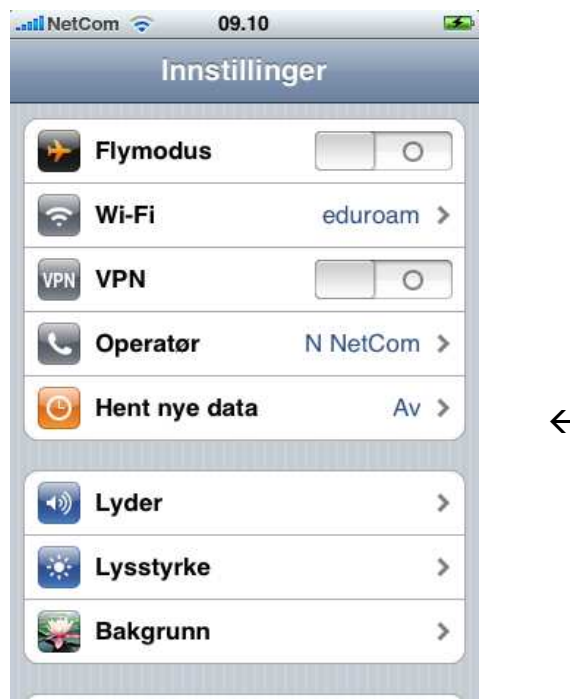 NetCom 09.10
Innstillinger
Flymodus
Wi-Fi eduroam
VPN VPN
Operatør N NetCom
Hent nye data Av
←
Lyder
Lysstyrke
Bakgrunn